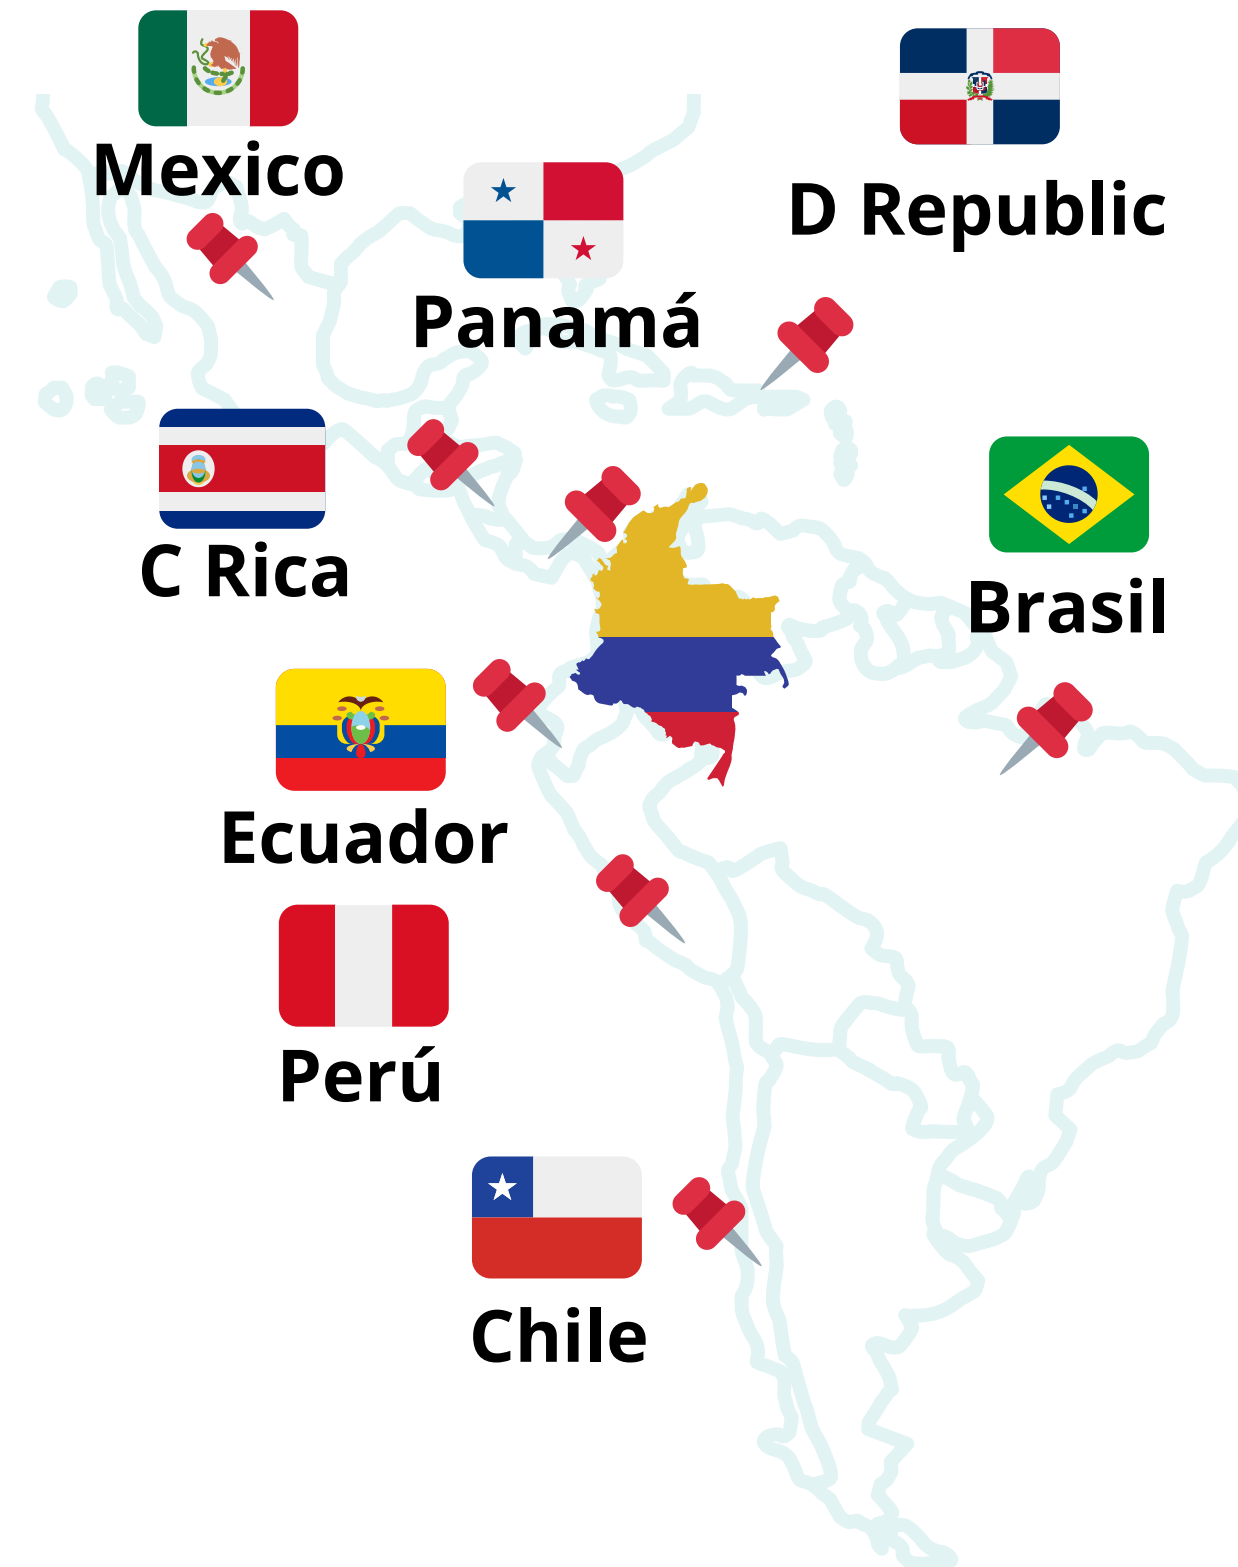 Mexico
D Republic
Panamá
C Rica
Brasil
Ecuador
Perú
Chile